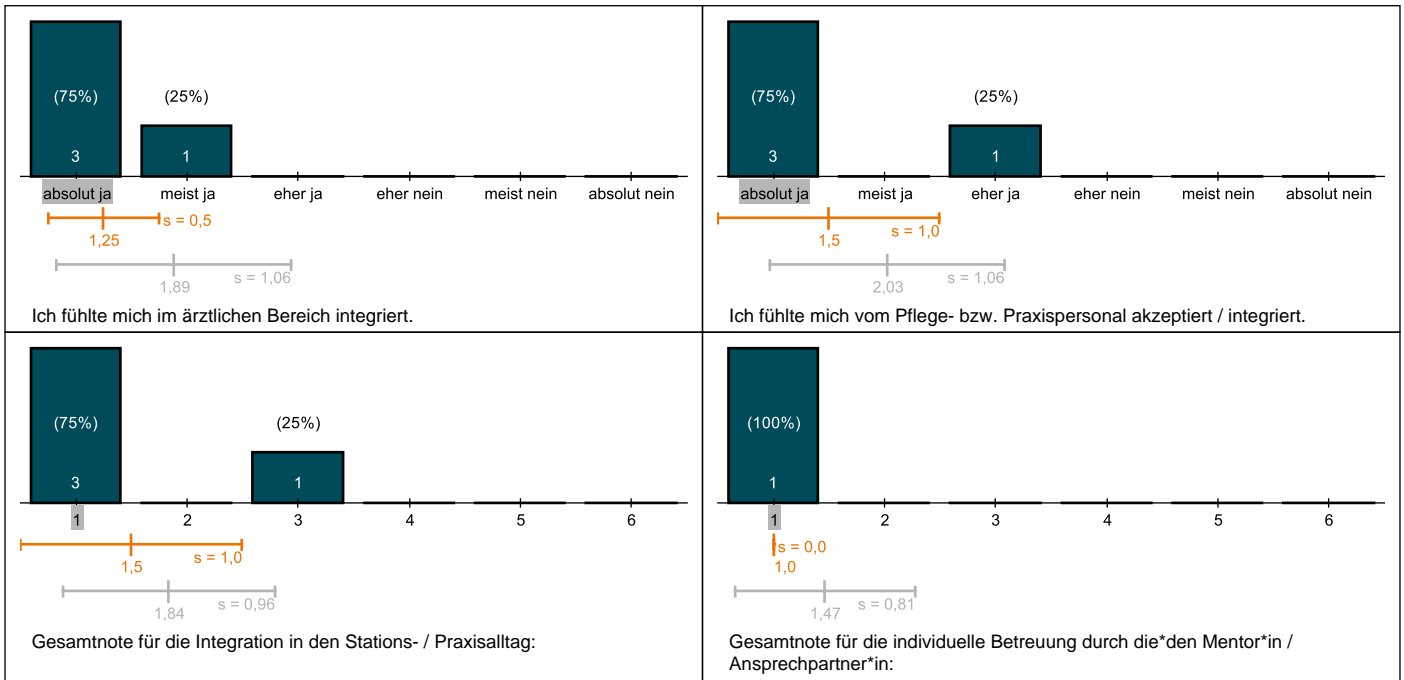 (75%)
(25%)
3
1
absolut ja
meist ja
eher ja
eher nein
meist nein
absolut nein
s = 0,5
1,25
s = 1,06
1,89
Ich fühlte mich im ärztlichen Bereich integriert.
(75%)
(25%)
3
1
absolut ja
meist ja
eher ja
eher nein
meist nein
absolut nein
s = 1,0
1,5
s = 1,06
2,03
Ich fühlte mich vom Pflege- bzw. Praxispersonal akzeptiert / integriert.
(75%)
(25%)
3
1
1
2
3
4
5
6
s = 1,0
1,5
s = 0,96
1,84
Gesamtnote für die Integration in den Stations- / Praxisalltag:
(100%)
1
1
2
3
4
5
6
s = 0,0
1,0
s = 0,81
1,47
Gesamtnote für die individuelle Betreuung durch die*den Mentor*in /
Ansprechpartner*in: